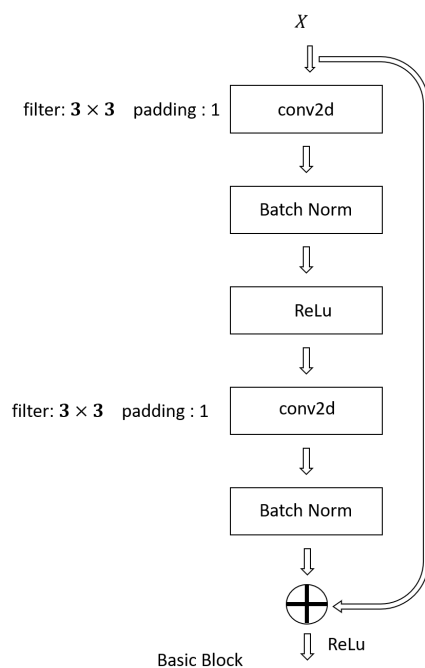 X
filter: 3 × 3 padding : 1
conv2d
Batch Norm
ReLu
filter: 3 × 3 padding : 1
conv2d
Batch Norm
ReLu
Basic Block